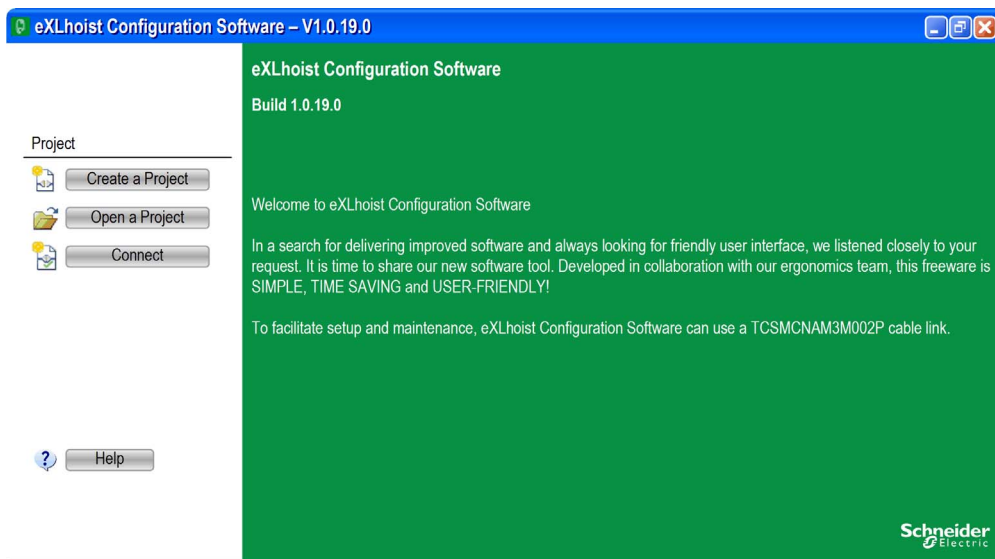 eXLhoist Configuration Software – V1.0.19.0
Project
Create a Project
Open a Project
Connect
Help
eXLhoist Configuration Software
Build 1.0.19.0
Welcome to eXLhoist Configuration Software
In a search for delivering improved software and always looking for friendly user interface, we listened closely to your
request. It is time to share our new software tool. Developed in collaboration with our ergonomics team, this freeware is
SIMPLE, TIME SAVING and USER-FRIENDLY!
To facilitate setup and maintenance, eXLhoist Configuration Software can use a TCSMCNAM3M002P cable link.
Schneider
Electric